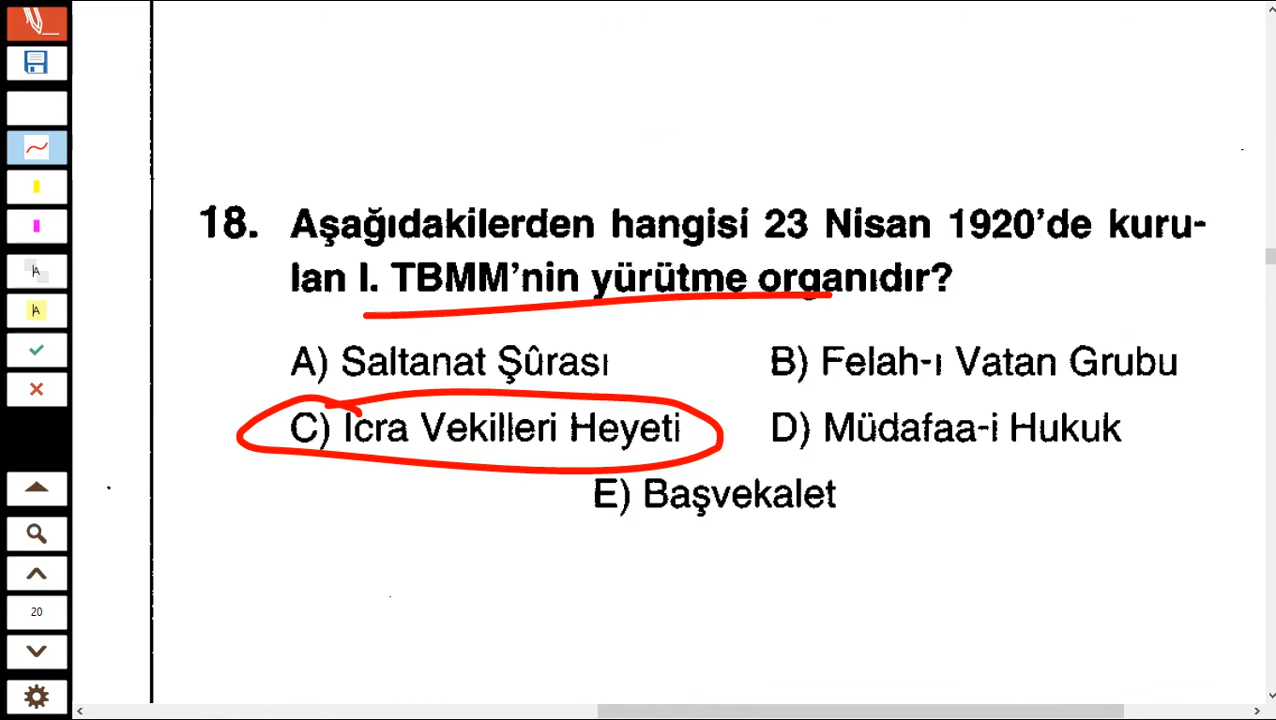 18. Aşağıdakilerden hangisi 23 Nisan 1920'de kuru-
lan I. TBMM'nin yürütme organıdır?
A) Saltanat Şûrası B) Felah-ı Vatan Grubu
C) İcra Vekilleri Heyeti D) Müdafaa-i Hukuk
E) Başvekalet
20